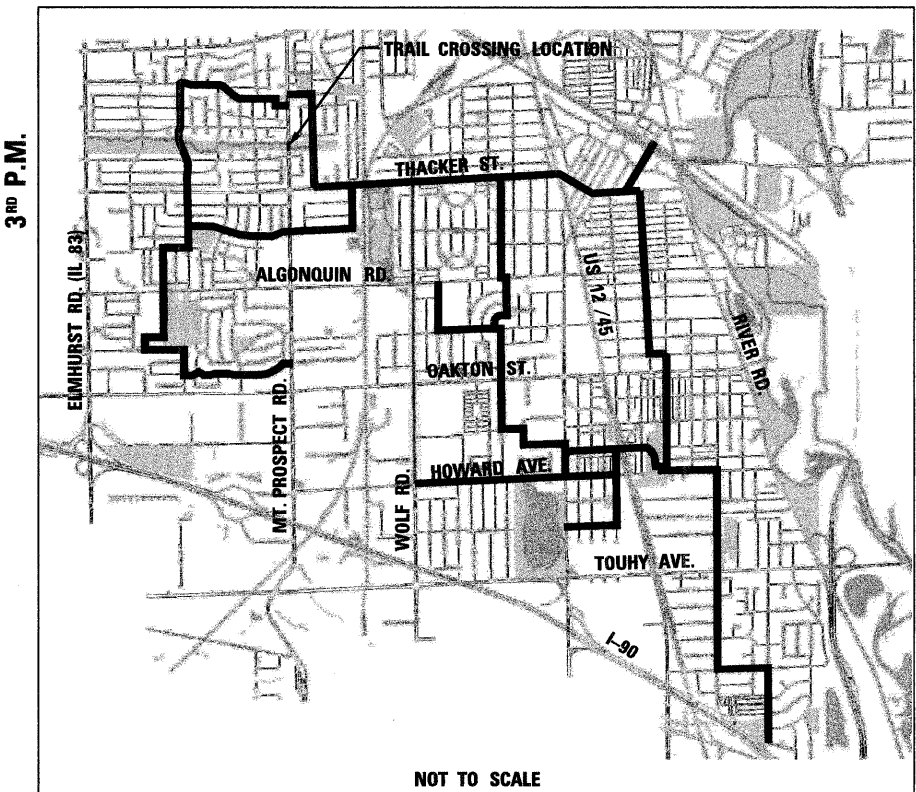 3RD P.M.
TRAIL CROSSING LOCATION
THACKER ST.
ELMHURST RD. (IL 83)
ALGONQUIN RD.
US 12 /45
RIVER RD.
OAKTON ST.
MT. PROSPECT RD.
WOLF RD.
HOWARD AVE.
TOUHY AVE.
I-90
NOT TO SCALE